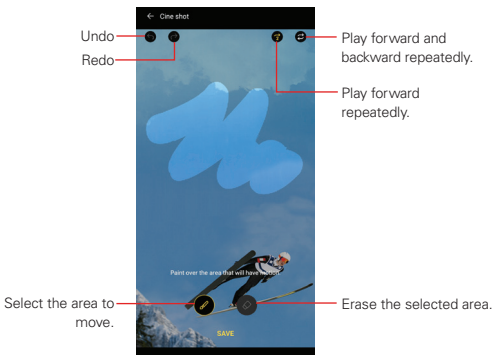 Cine shot
Undo
Redo
Play forward and
backward repeatedly.
Play forward
repeatedly.
Paint over the area that will have motion.
Select the area to
move.
Erase the selected area.
SAVE